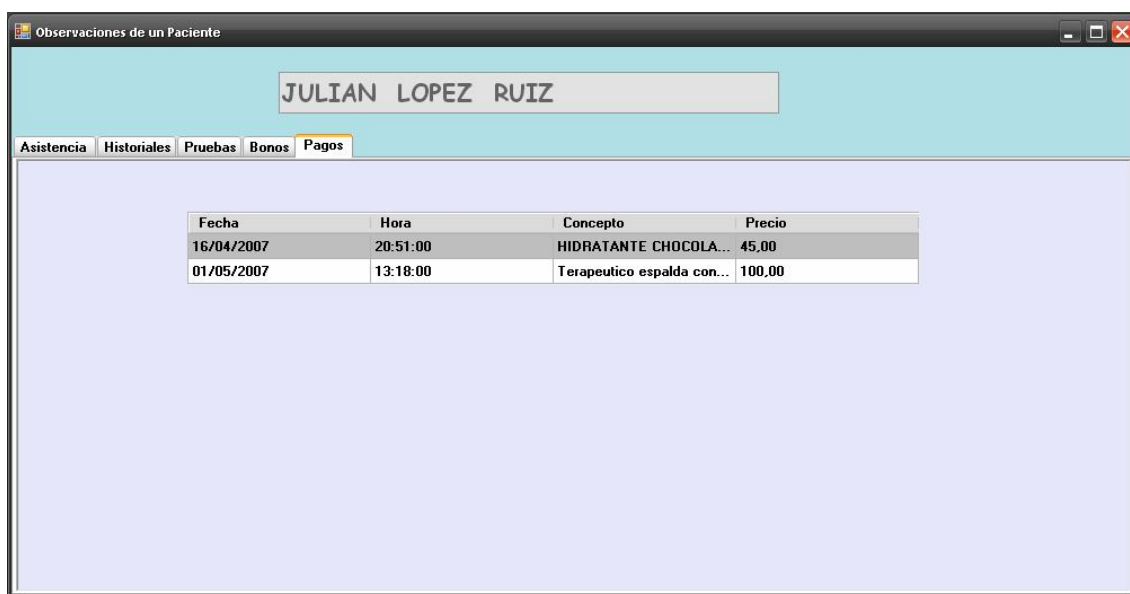 Observaciones de un Paciente
JULIAN LOPEZ RUIZ
Asistencia Historiales Pruebas Bonos Pagos
Fecha Hora Concepto Precio
16/04/2007 20:51:00 HIDRATANTE CHOCOLA... 45,00
01/05/2007 13:18:00 Terapeutico espalda con... 100,00